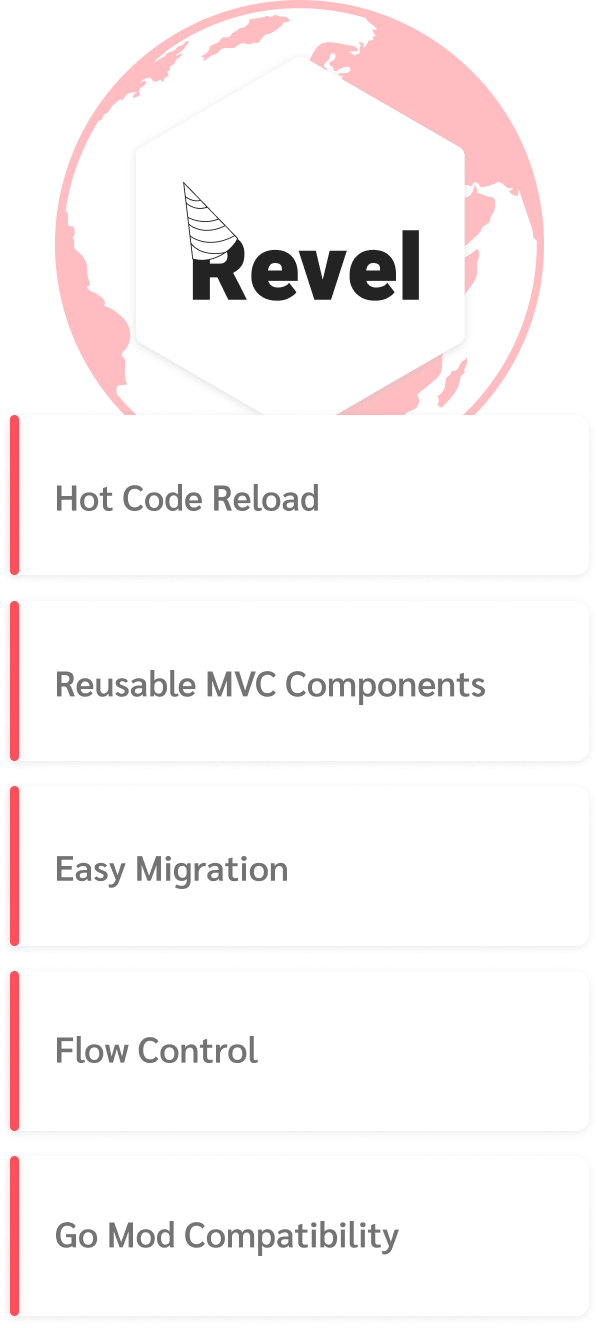 Revel
Hot Code Reload
Reusable MVC Components
Easy Migration
Flow Control
Go Mod Compatibility